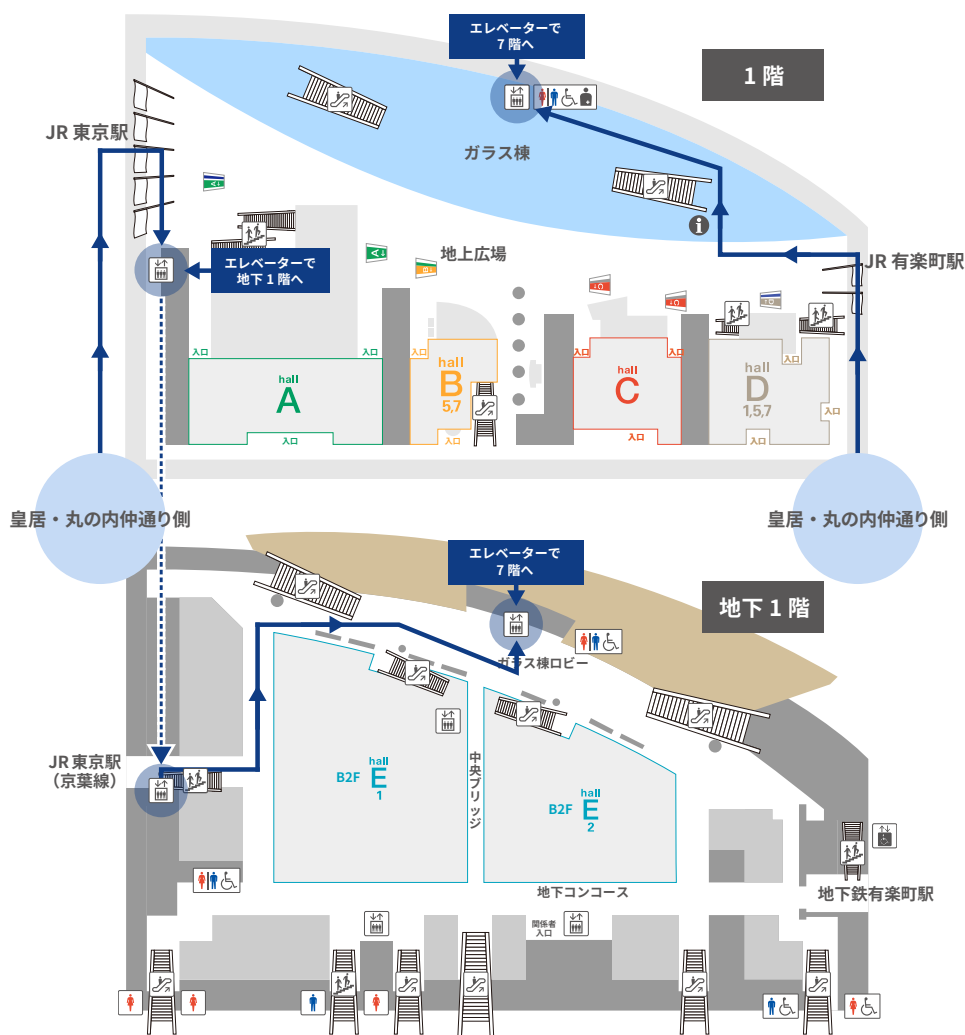 エレベーターで
7 階へ
1 階
JR 東京駅
ガラス棟
A
A
B
地上広場
エレベーターで
地下 1 階へ
JR 有楽町駅
C
C
D
入口
入口
入口
入口
入口
入口
hall
A
hall
B
5,7
hall
C
hall
D
1,5,7
入口
入口
入口
入口
入口
皇居・丸の内仲通り側
皇居・丸の内仲通り側
エレベーターで
7 階へ
地下 1 階
ガラス棟ロビー
JR 東京駅
(京葉線)
B2F
hall
E
1
中央ブリッジ
B2F
hall
E
2
地下コンコース
地下鉄有楽町駅
関係者
入口